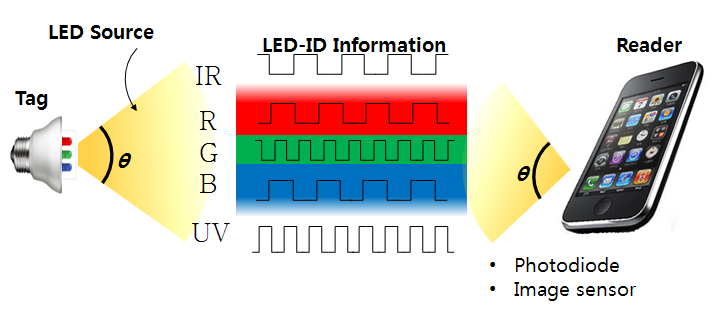 LED Source
LED-ID Information
Reader
Tag
IR
R
G
B
UV
θ
θ
• Photodiode
• Image sensor